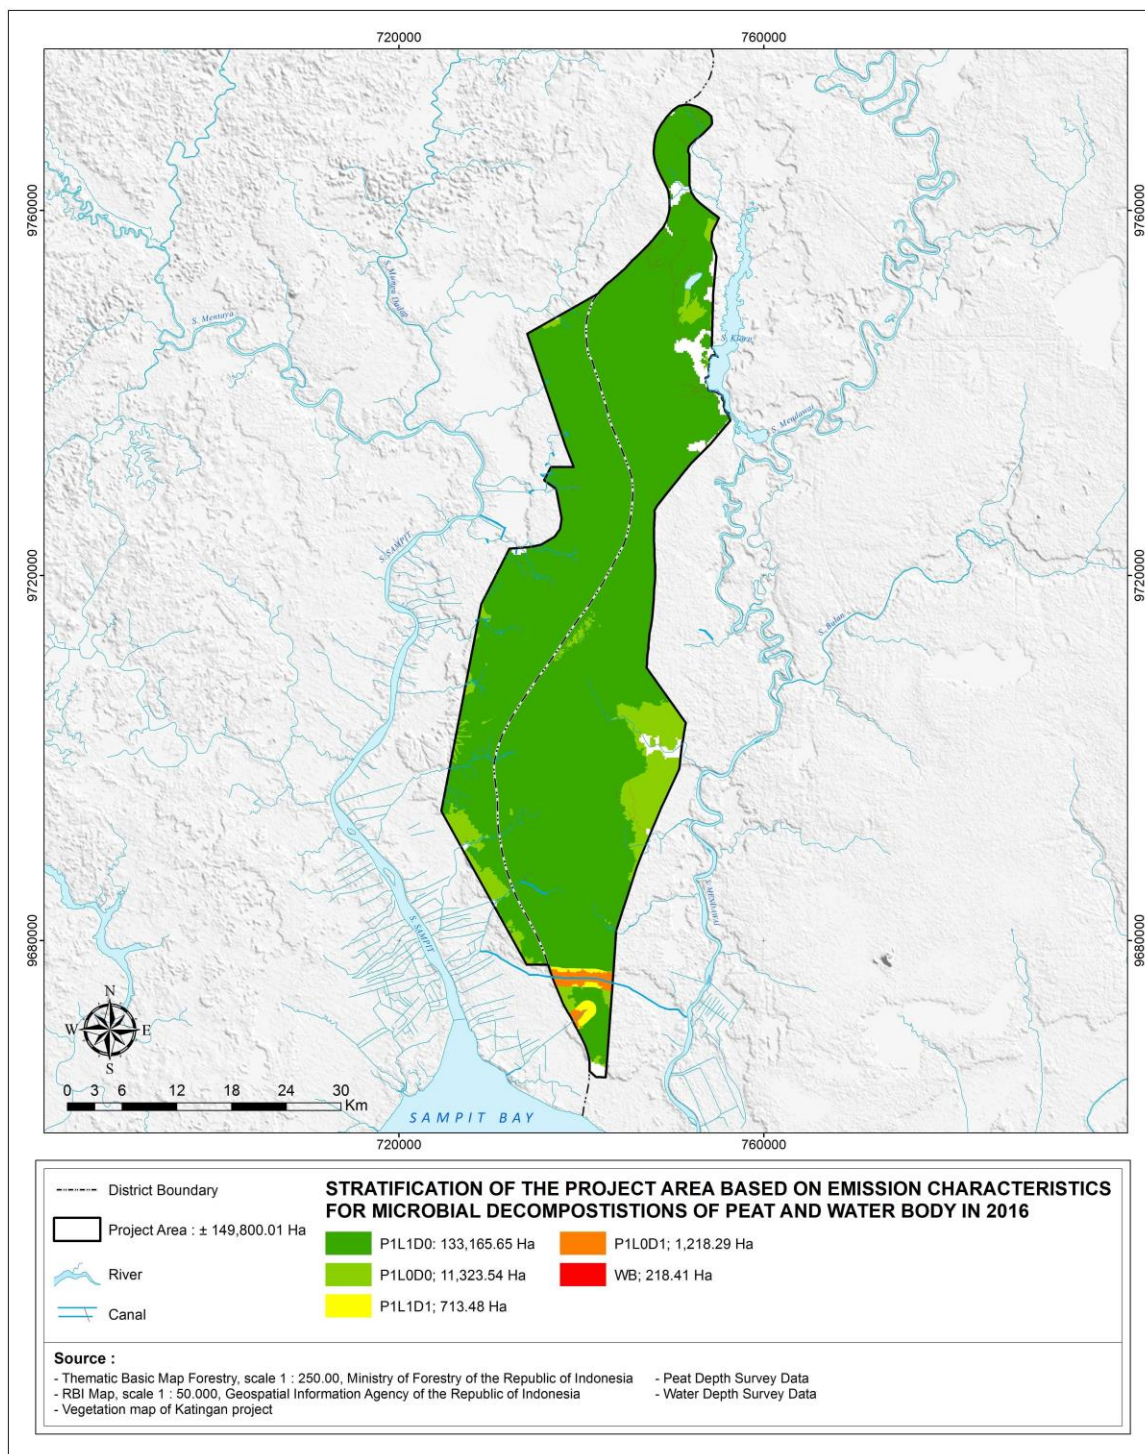 720000
760000
9760000
9760000
S. Mentaya
S. Klaru
S. Mendawai
S. SAMPIT
9720000
9720000
S. Bulan
S. MENDAWAI
S. SAMPIT
9680000
9680000
N
W E
S
0 3 6 12 18 24 30
Km
SAMPIT BAY
720000
760000
District Boundary
Project Area : ± 149,800.01 Ha
River
Canal
STRATIFICATION OF THE PROJECT AREA BASED ON EMISSION CHARACTERISTICS
FOR MICROBIAL DECOMPOSTISTIONS OF PEAT AND WATER BODY IN 2016
P1L1D0: 133,165.65 Ha
P1L0D0; 11,323.54 Ha
P1L1D1; 713.48 Ha
P1L0D1; 1,218.29 Ha
WB; 218.41 Ha
Source :
- Thematic Basic Map Forestry, scale 1 : 250.00, Ministry of Forestry of the Republic of Indonesia
- RBI Map, scale 1 : 50.000, Geospatial Information Agency of the Republic of Indonesia
- Vegetation map of Katingan project
- Peat Depth Survey Data
- Water Depth Survey Data